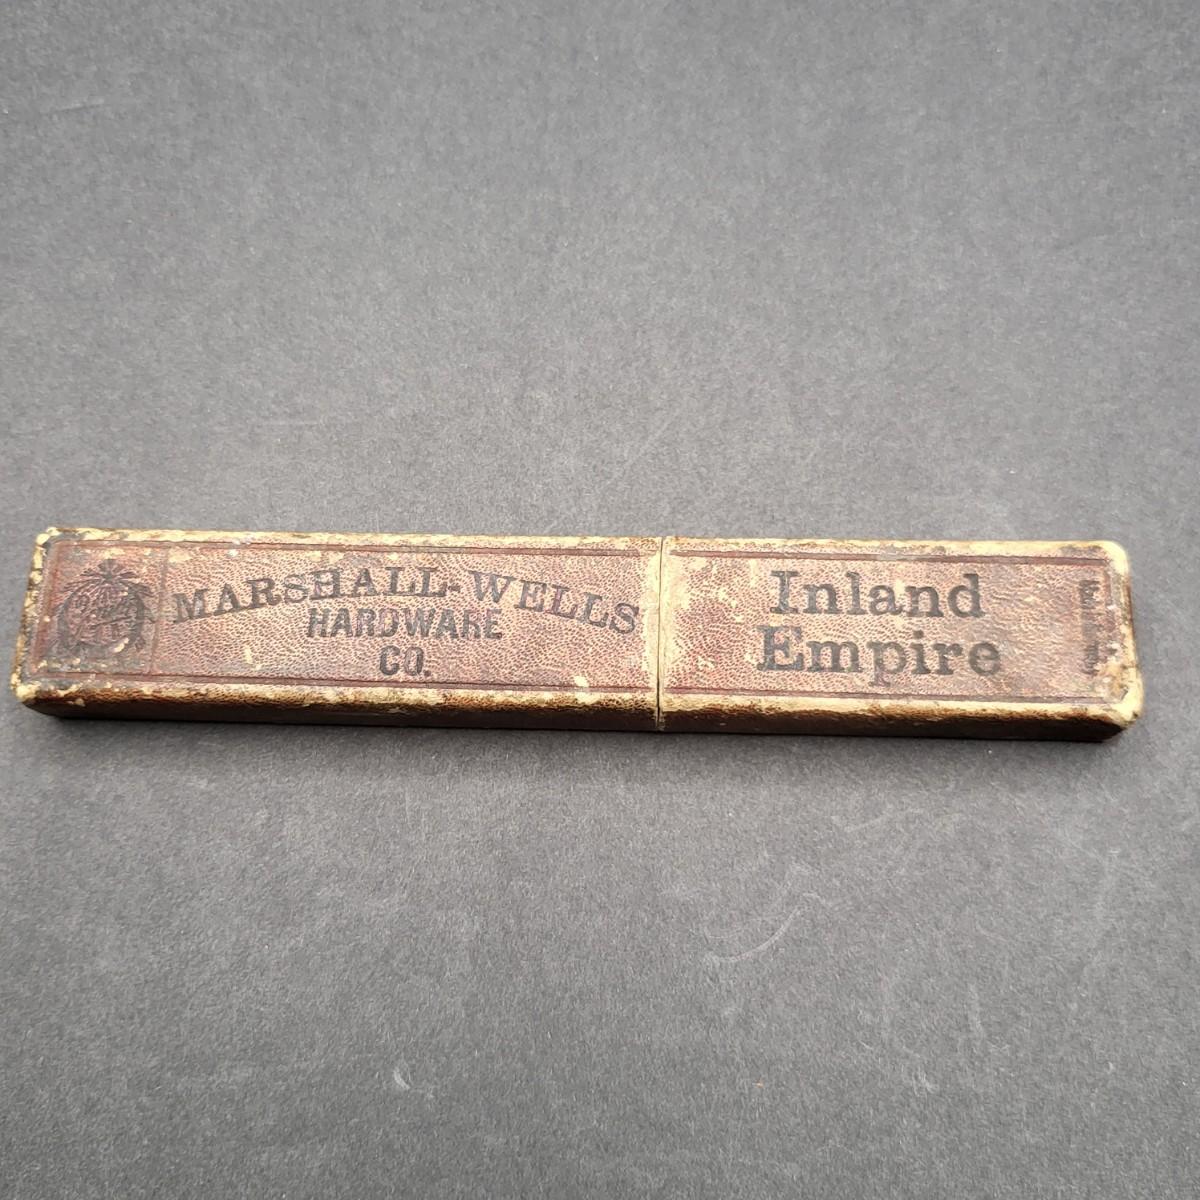 MARSHALL-WELLS
HARDWARE
CO.
Inland
Empire